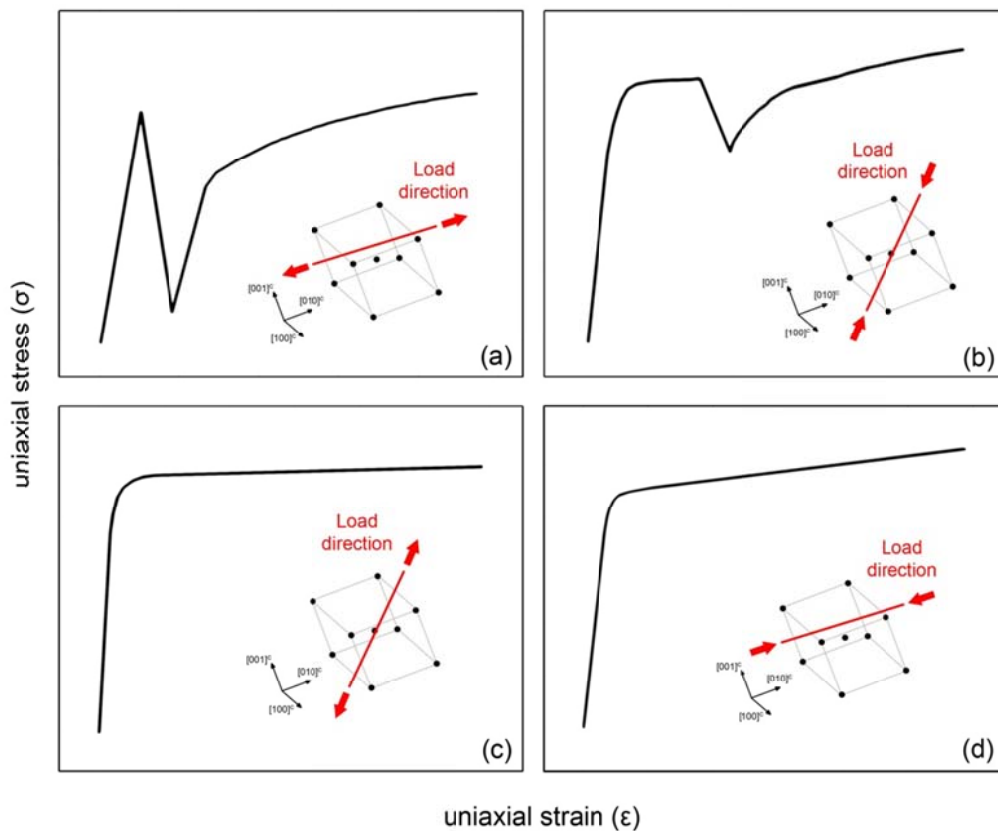 uniaxial stress (σ)
Load
direction
[001]ᶜ
[010]ᶜ
[100]ᶜ
(a)
Load
direction
[001]ᶜ
[010]ᶜ
[100]ᶜ
(b)
Load
direction
[001]ᶜ
[010]ᶜ
[100]ᶜ
(c)
Load
direction
[001]ᶜ
[010]ᶜ
[100]ᶜ
(d)
uniaxial strain (ε)